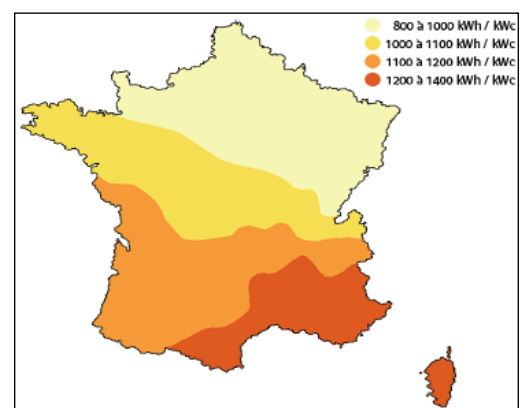 800 à 1000 kWh / kWc
1000 à 1100 kWh / kWc
1100 à 1200 kWh / kWc
1200 à 1400 kWh / kWc